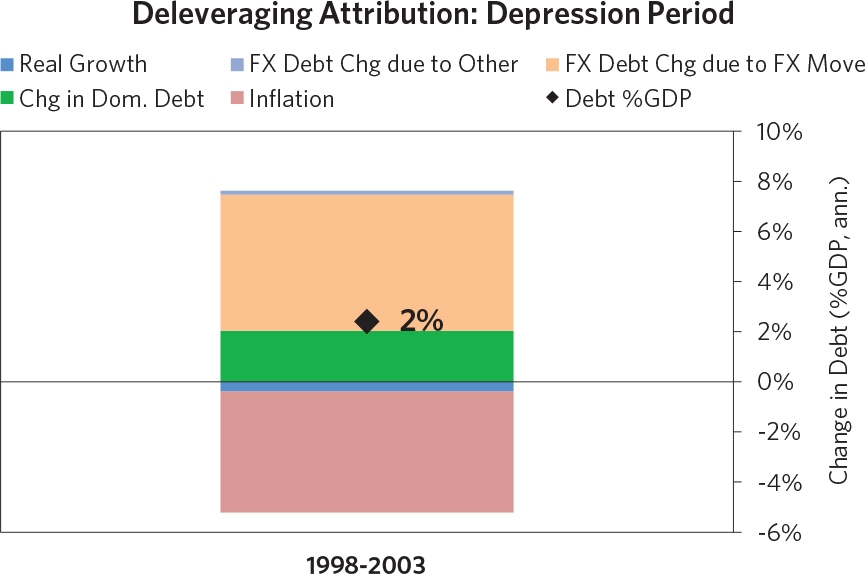 Deleveraging Attribution: Depression Period
Real Growth FX Debt Chg due to Other FX Debt Chg due to FX Move
Chg in Dom. Debt Inflation Debt %GDP
10%
8%
6%
4%
2%
0%
-2%
-4%
-6%
Change in Debt (%GDP, ann.)
2%
1998-2003